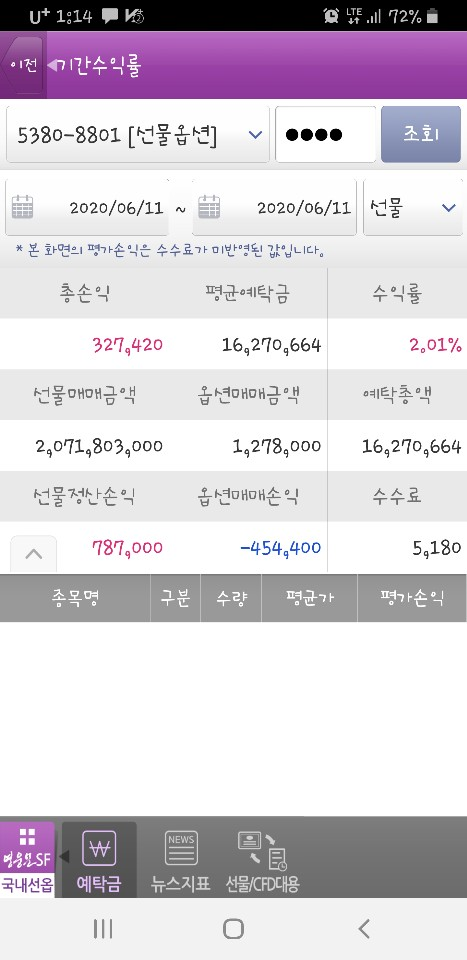 U+ 1:14 LTE 72%
이전 기간수익률
5380-8801 [선물옵션] ●●●● 조회
2020/06/11 ~ 2020/06/11 선물
* 본 화면의 평가손익은 수수료가 미반영된 값입니다.
총손익 평균예탁금 수익률
327,420 16,270,664 2.01%
선물매매금액 옵션매매금액 예탁총액
2,071,803,000 1,278,000 16,270,664
선물정산손익 옵션매매손익 수수료
787,000 -454,400 5,180
종목명 구분 수량 평균가 평가손익
영웅문SF
국내선옵 ₩ 예탁금 NEWS 뉴스지표 선물/CFD대용